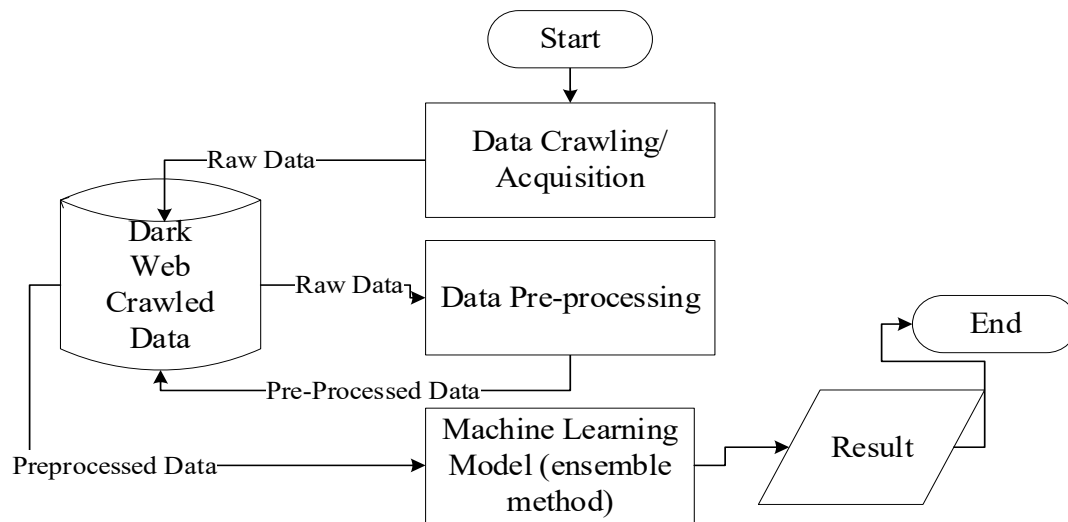 Start
Data Crawling/
Acquisition
Raw Data
Dark
Web
Crawled
Data
Raw Data
Data Pre-processing
End
Pre-Processed Data
Machine Learning
Model (ensemble
method)
Result
Preprocessed Data